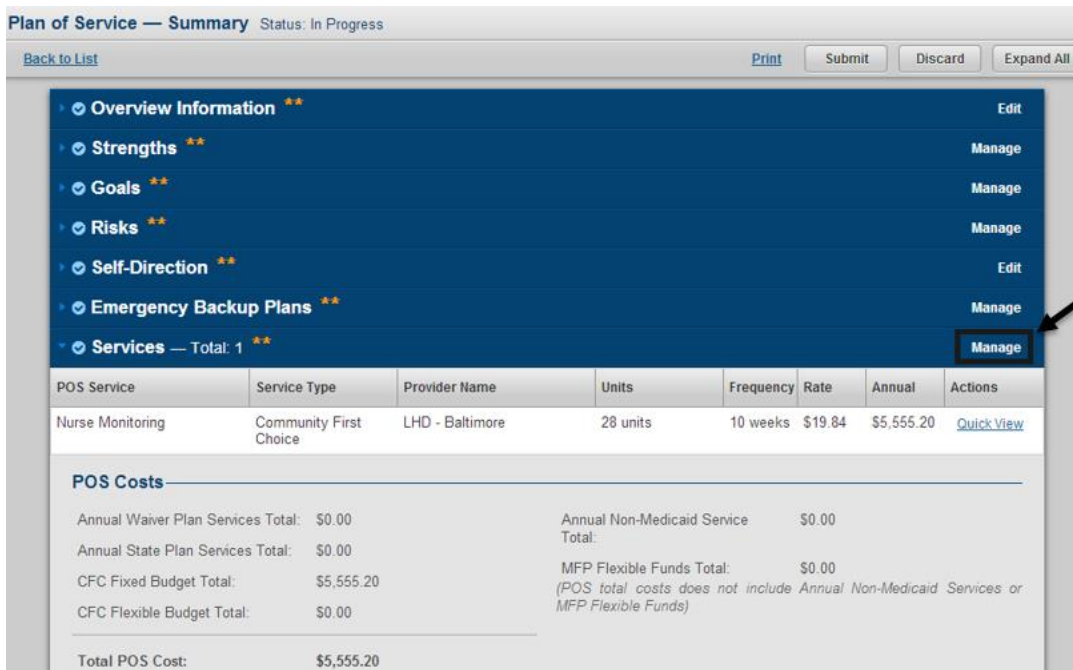 Plan of Service — Summary Status: In Progress
Back to List Print Submit Discard Expand All
Overview Information ** Edit
Strengths ** Manage
Goals ** Manage
Risks ** Manage
Self-Direction ** Edit
Emergency Backup Plans ** Manage
Services — Total: 1 ** Manage
POS Service Service Type Provider Name Units Frequency Rate Annual Actions
Nurse Monitoring Community First LHD - Baltimore 28 units 10 weeks $19.84 $5,555.20 Quick View
Choice
POS Costs
Annual Waiver Plan Services Total: $0.00
Annual State Plan Services Total: $0.00
CFC Fixed Budget Total: $5,555.20
CFC Flexible Budget Total: $0.00
Total POS Cost: $5,555.20
Annual Non-Medicaid Service $0.00
Total:
MFP Flexible Funds Total: $0.00
(POS total costs does not include Annual Non-Medicaid Services or
MFP Flexible Funds)